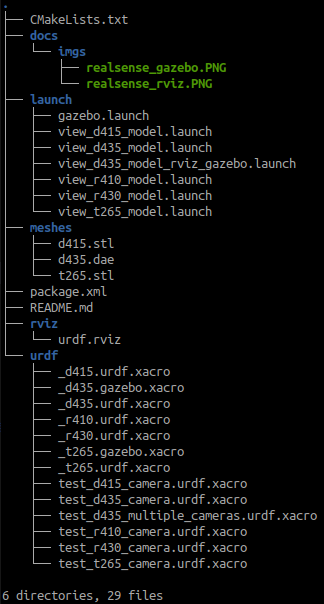 .
├── CMakeLists.txt
├── docs
│   └── imgs
│       ├── realsense_gazebo.PNG
│       └── realsense_rviz.PNG
├── launch
│   ├── gazebo.launch
│   ├── view_d415_model.launch
│   ├── view_d435_model.launch
│   ├── view_d435_model_rviz_gazebo.launch
│   ├── view_r410_model.launch
│   ├── view_r430_model.launch
│   └── view_t265_model.launch
├── meshes
│   ├── d415.stl
│   ├── d435.dae
│   └── t265.stl
├── package.xml
├── README.md
├── rviz
│   └── urdf.rviz
└── urdf
    ├── _d415.urdf.xacro
    ├── _d435.gazebo.xacro
    ├── _d435.urdf.xacro
    ├── _r410.urdf.xacro
    ├── _r430.urdf.xacro
    ├── _t265.gazebo.xacro
    ├── _t265.urdf.xacro
    ├── test_d415_camera.urdf.xacro
    ├── test_d435_camera.urdf.xacro
    ├── test_d435_multiple_cameras.urdf.xacro
    ├── test_r410_camera.urdf.xacro
    ├── test_r430_camera.urdf.xacro
    └── test_t265_camera.urdf.xacro
6 directories, 29 files